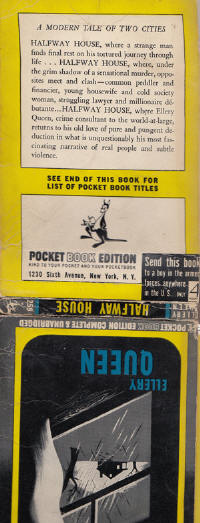 A MODERN TALE OF TWO CITIES
HALFWAY HOUSE, where a strange man
finds final rest on his tortured journey through
life . . . HALFWAY HOUSE, where, under
the grim shadow of a sensational murder, oppo-
sites meet and clash—common peddler and
financier, young housewife and cold society
woman, struggling lawyer and millionaire dé-
butante...HALFWAY HOUSE, where Ellery
Queen, crime consultant to the world-at-large,
returns to his old love of pure and pungent de-
duction in what is unquestionably his most fas-
cinating narrative of real people and subtle
violence.
SEE END OF THIS BOOK FOR
LIST OF POCKET BOOK TITLES
POCKET BOOK EDITION
KIND TO YOUR POCKET AND YOUR POCKETBOOK
1230 Sixth Avenue, New York, N. Y.
Send this book
to a boy in the armed
forces anywhere
in the U.S.
HALFWAY HOUSE
ELLERY
POCKET BOOK EDITION COMPLETE & UNABRIDGED
ELLERY
QUEEN